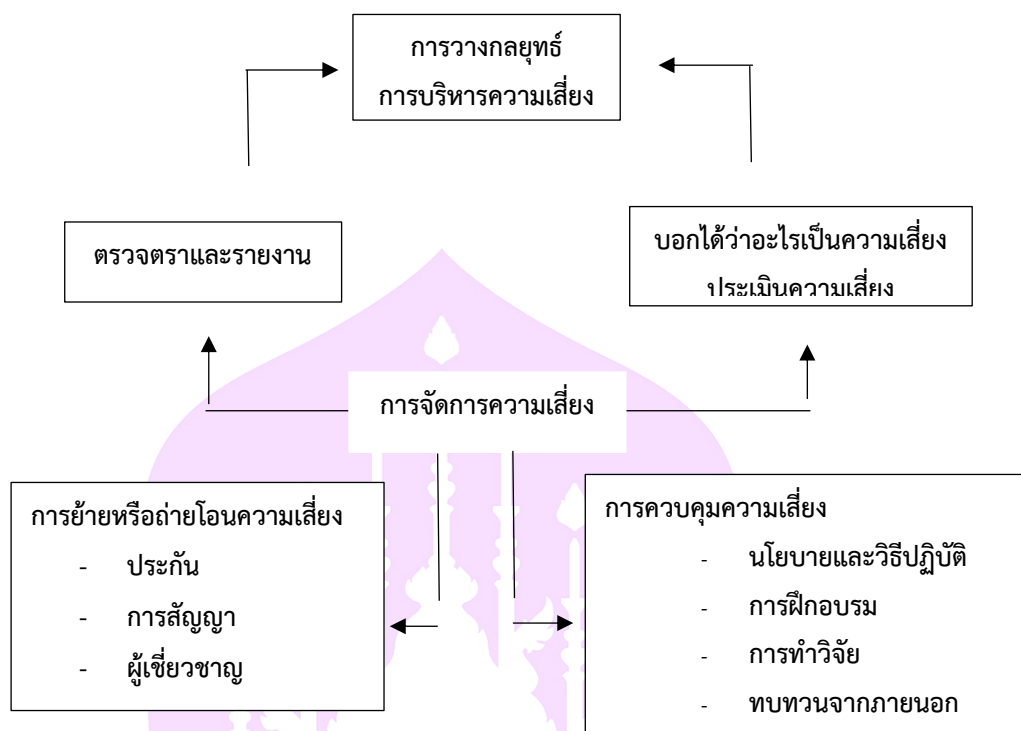 การวางกลยุทธ์
การบริหารความเสี่ยง
ตรวจตราและรายงาน
บอกได้ว่าอะไรเป็นความเสี่ยง
ประเมินความเสี่ยง
การจัดการความเสี่ยง
การย้ายหรือถ่ายโอนความเสี่ยง
- ประกัน
- การสัญญา
- ผู้เชี่ยวชาญ
การควบคุมความเสี่ยง
- นโยบายและวิธีปฏิบัติ
- การฝึกอบรม
- การทำวิจัย
- ทบทวนจากภายนอก